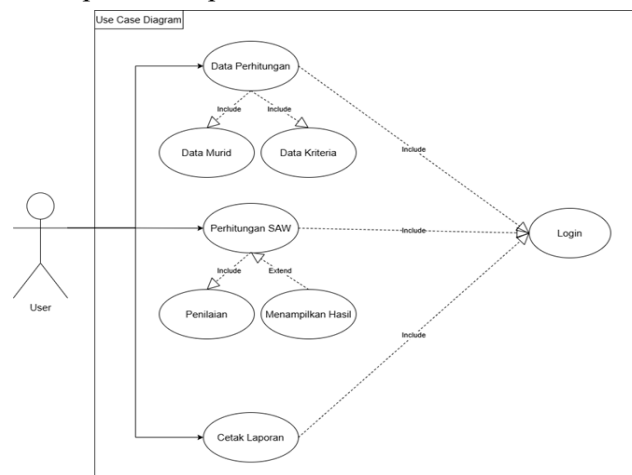 Use Case Diagram
Data Perhitungan
Include
Include
Include
Data Murid
Data Kriteria
Perhitungan SAW
Include
Login
Include
Extend
User
Penilaian
Menampilkan Hasil
Include
Cetak Laporan